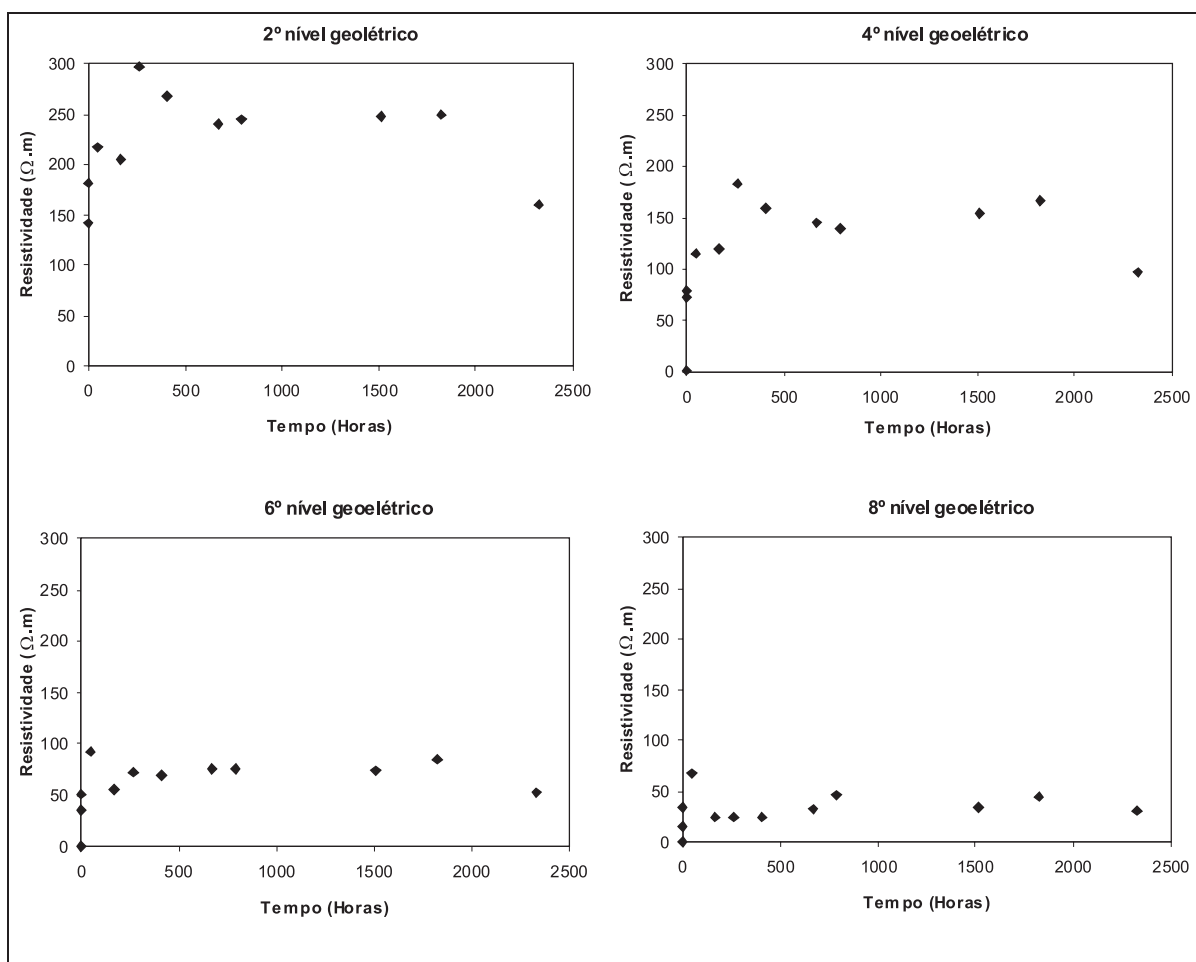 2º nível geolétrico
Resistividade (Ω.m)
300
250
200
150
100
50
0
0 500 1000 1500 2000 2500
Tempo (Horas)
4º nível geoelétrico
Resistividade (Ω.m)
300
250
200
150
100
50
0
0 500 1000 1500 2000 2500
Tempo (Horas)
6º nível geoelétrico
Resistividade (Ω.m)
300
250
200
150
100
50
0
0 500 1000 1500 2000 2500
Tempo (Horas)
8º nível geoelétrico
Resistividade (Ω.m)
300
250
200
150
100
50
0
0 500 1000 1500 2000 2500
Tempo (Horas)